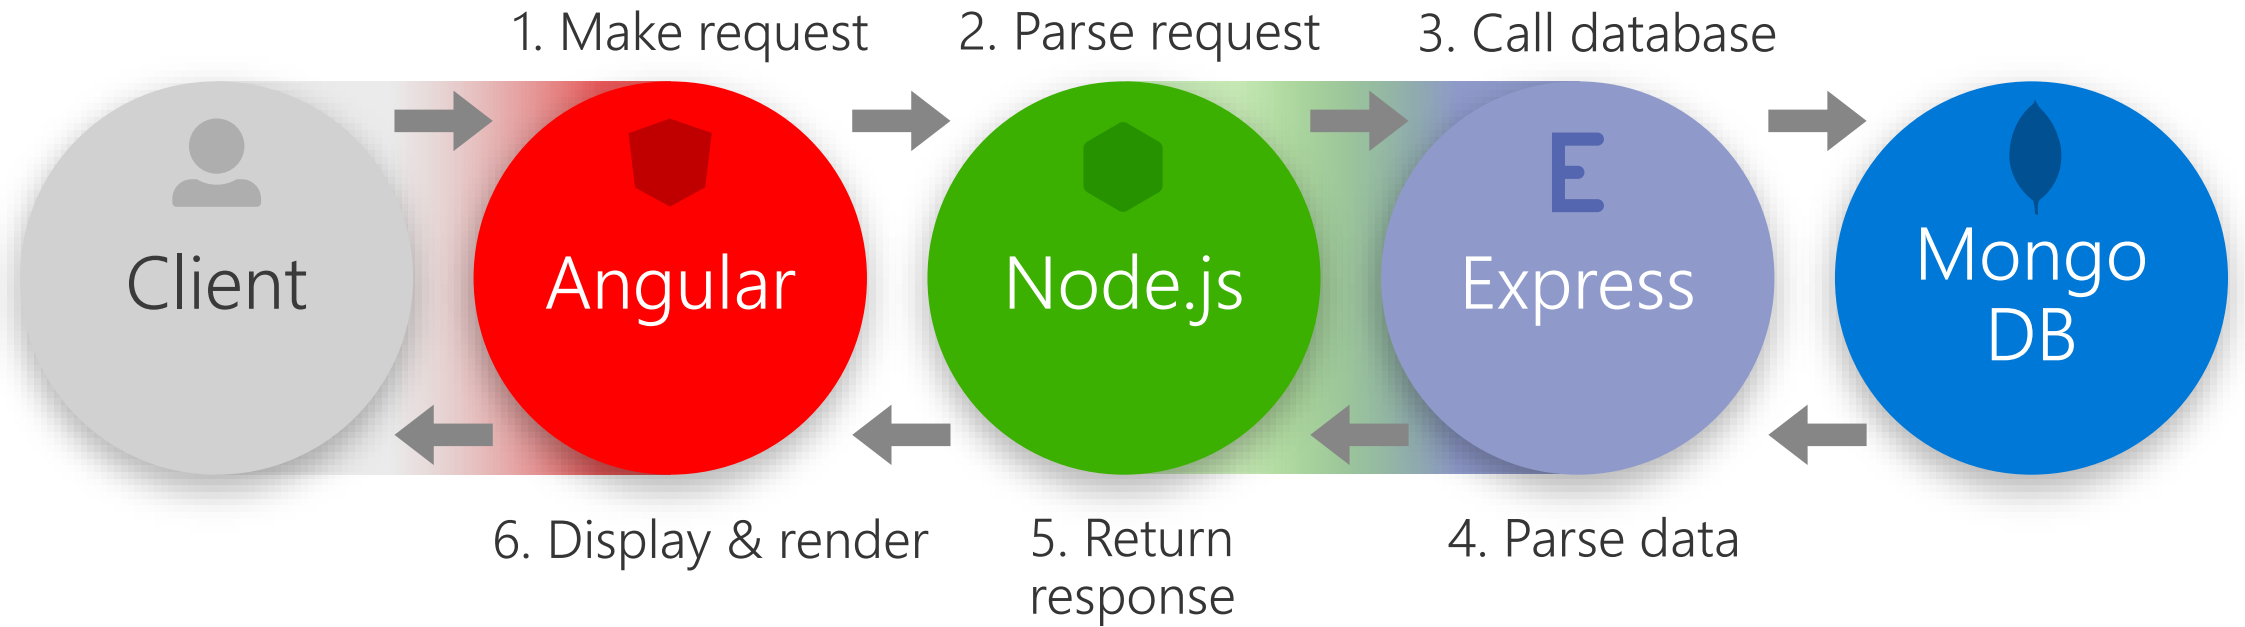 1. Make request
2. Parse request
3. Call database
Client
Angular
Node.js
E
Express
Mongo
DB
6. Display & render
5. Return
response
4. Parse data